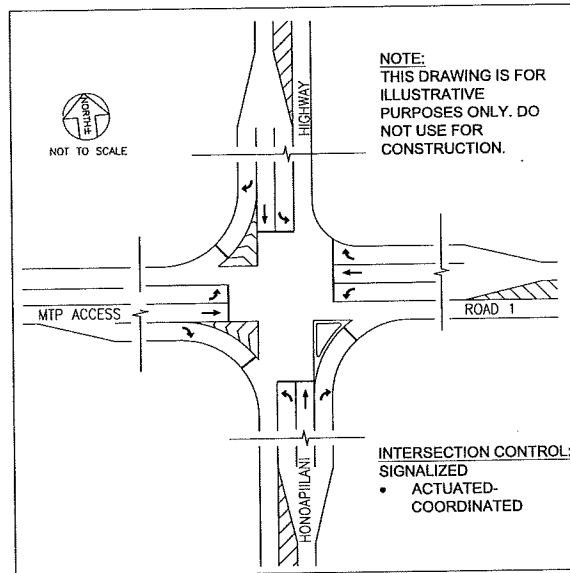 NOTE:
THIS DRAWING IS FOR
ILLUSTRATIVE
PURPOSES ONLY. DO
NOT USE FOR
CONSTRUCTION.
HIGHWAY
NORTH±
NOT TO SCALE
MTP ACCESS
ROAD 1
HONOAPIILANI
INTERSECTION CONTROL:
SIGNALIZED
• ACTUATED-
COORDINATED